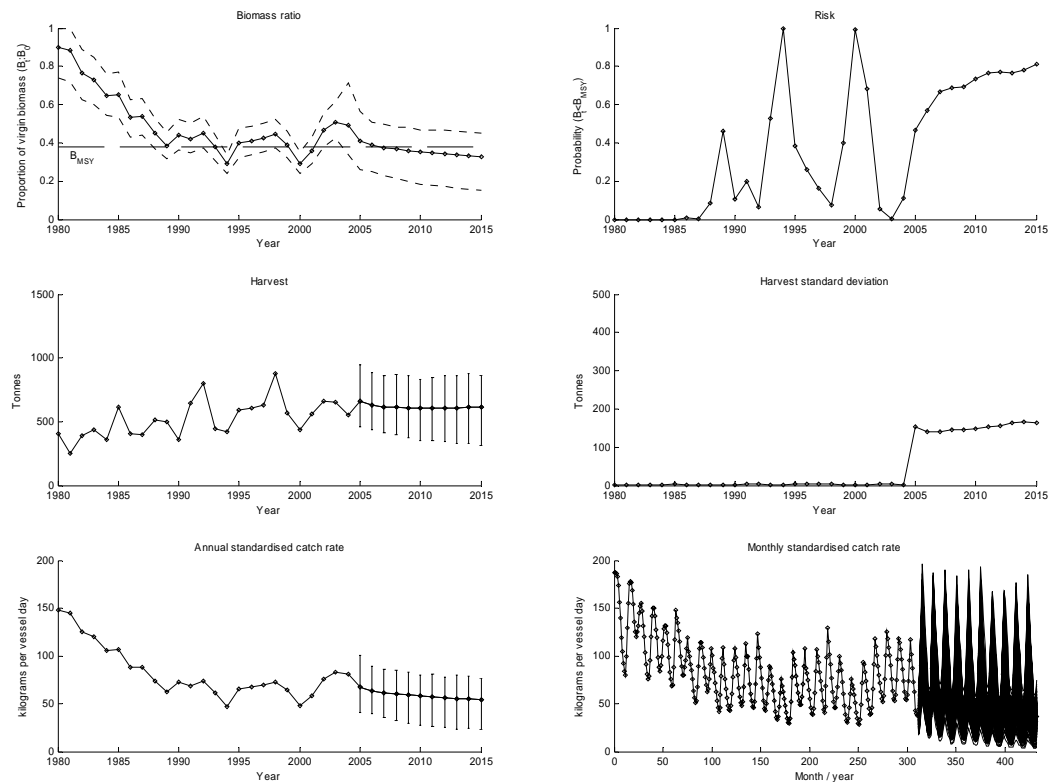 Biomass ratio
Proportion of virgin biomass (Bt:B0)
1
0.8
0.6
0.4
0.2
0
BMSY
1980 1985 1990 1995 2000 2005 2010 2015
Year
Risk
Probability (Bt<BMSY)
1
0.8
0.6
0.4
0.2
0
1980 1985 1990 1995 2000 2005 2010 2015
Year
Harvest
Tonnes
1500
1000
500
0
1980 1985 1990 1995 2000 2005 2010 2015
Year
Harvest standard deviation
Tonnes
500
400
300
200
100
0
1980 1985 1990 1995 2000 2005 2010 2015
Year
Annual standardised catch rate
kilograms per vessel day
200
150
100
50
0
1980 1985 1990 1995 2000 2005 2010 2015
Year
Monthly standardised catch rate
kilograms per vessel day
200
150
100
50
0
0 50 100 150 200 250 300 350 400
Month / year